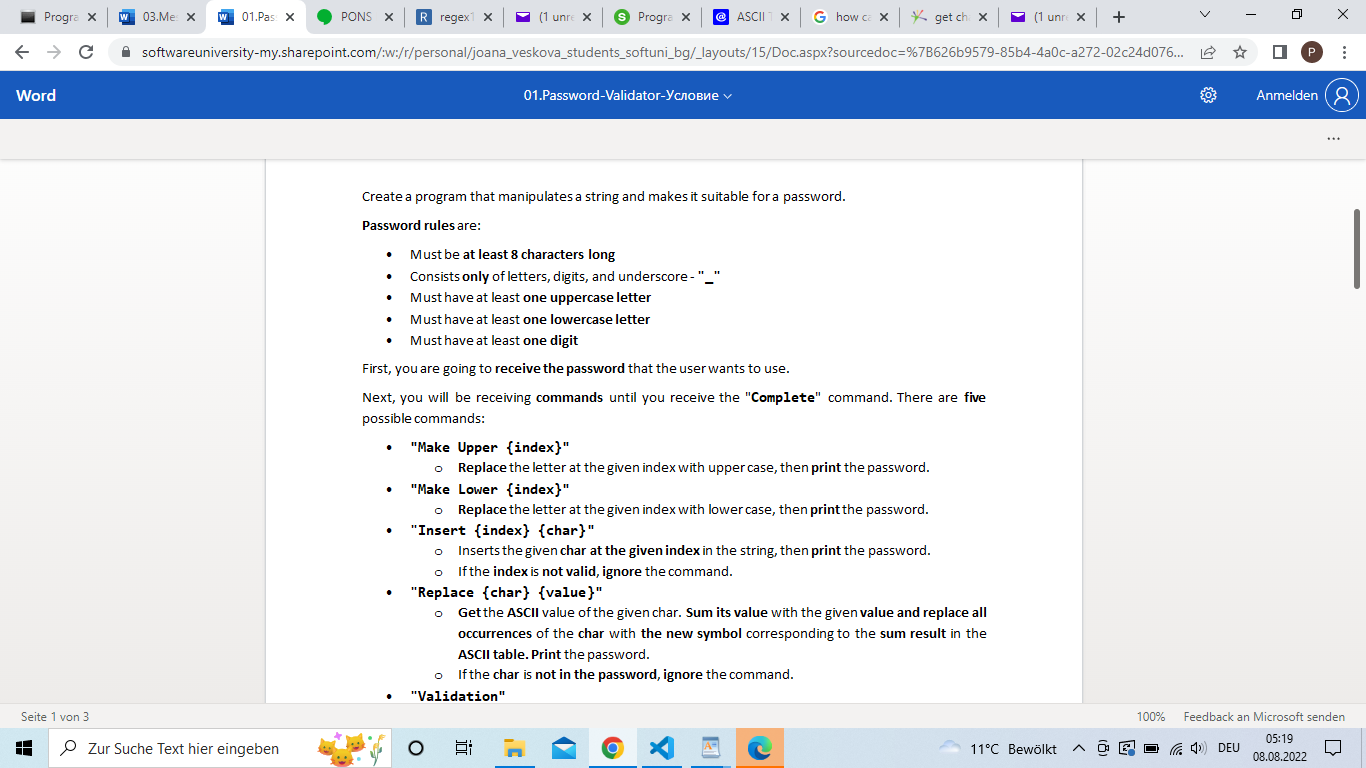 Progra
03.Me
01.Pas
PONS
regex1
(1 unre
Progra
ASCII T
how ca
get cha
(1 unre
softwareuniversity-my.sharepoint.com/:w:/r/personal/joana_veskova_students_softuni_bg/_layouts/15/Doc.aspx?sourcedoc=%7B626b9579-85b4-4a0c-a272-02c24d076...
P
Word
01.Password-Validator-Условие
Anmelden
Create a program that manipulates a string and makes it suitable for a password.
Password rules are:
• Must be at least 8 characters long
• Consists only of letters, digits, and underscore - "_"
• Must have at least one uppercase letter
• Must have at least one lowercase letter
• Must have at least one digit
First, you are going to receive the password that the user wants to use.
Next, you will be receiving commands until you receive the "Complete" command. There are five
possible commands:
• "Make Upper {index}"
o Replace the letter at the given index with upper case, then print the password.
• "Make Lower {index}"
o Replace the letter at the given index with lower case, then print the password.
• "Insert {index} {char}"
o Inserts the given char at the given index in the string, then print the password.
o If the index is not valid, ignore the command.
• "Replace {char} {value}"
o Get the ASCII value of the given char. Sum its value with the given value and replace all
occurrences of the char with the new symbol corresponding to the sum result in the
ASCII table. Print the password.
o If the char is not in the password, ignore the command.
• "Validation"
Seite 1 von 3
100%
Feedback an Microsoft senden
Zur Suche Text hier eingeben
11°C Bewölkt
DEU
05:19
08.08.2022